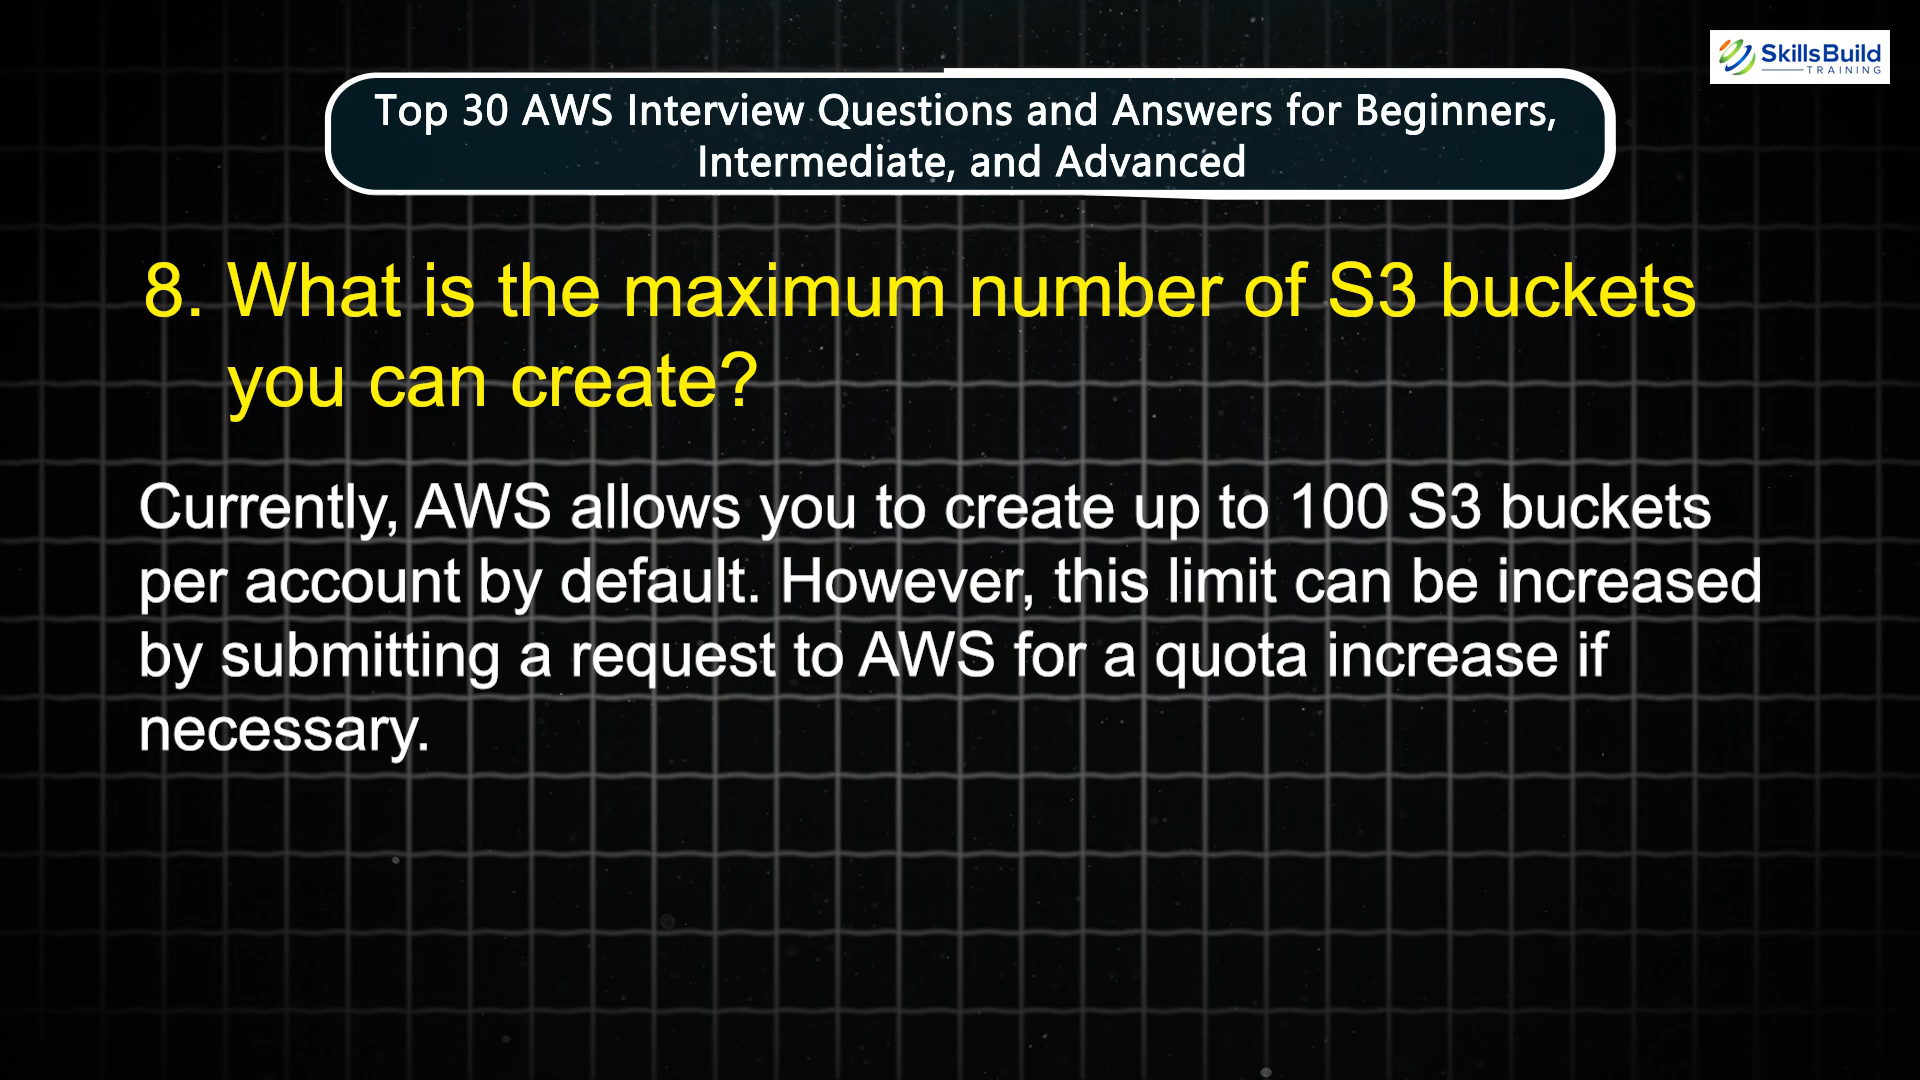 SkillsBuild
TRAINING
Top 30 AWS Interview Questions and Answers for Beginners,
Intermediate, and Advanced
8. What is the maximum number of S3 buckets
you can create?
Currently, AWS allows you to create up to 100 S3 buckets
per account by default. However, this limit can be increased
by submitting a request to AWS for a quota increase if
necessary.